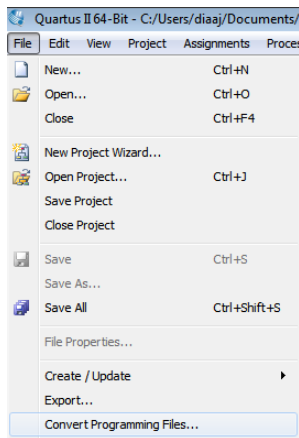 Quartus II 64-Bit - C:/Users/diaaj/Documents/
File Edit View Project Assignments Proces
New... Ctrl+N
Open... Ctrl+O
Close Ctrl+F4
New Project Wizard...
Open Project... Ctrl+J
Save Project
Close Project
Save Ctrl+S
Save As...
Save All Ctrl+Shift+S
File Properties...
Create / Update
Export...
Convert Programming Files...